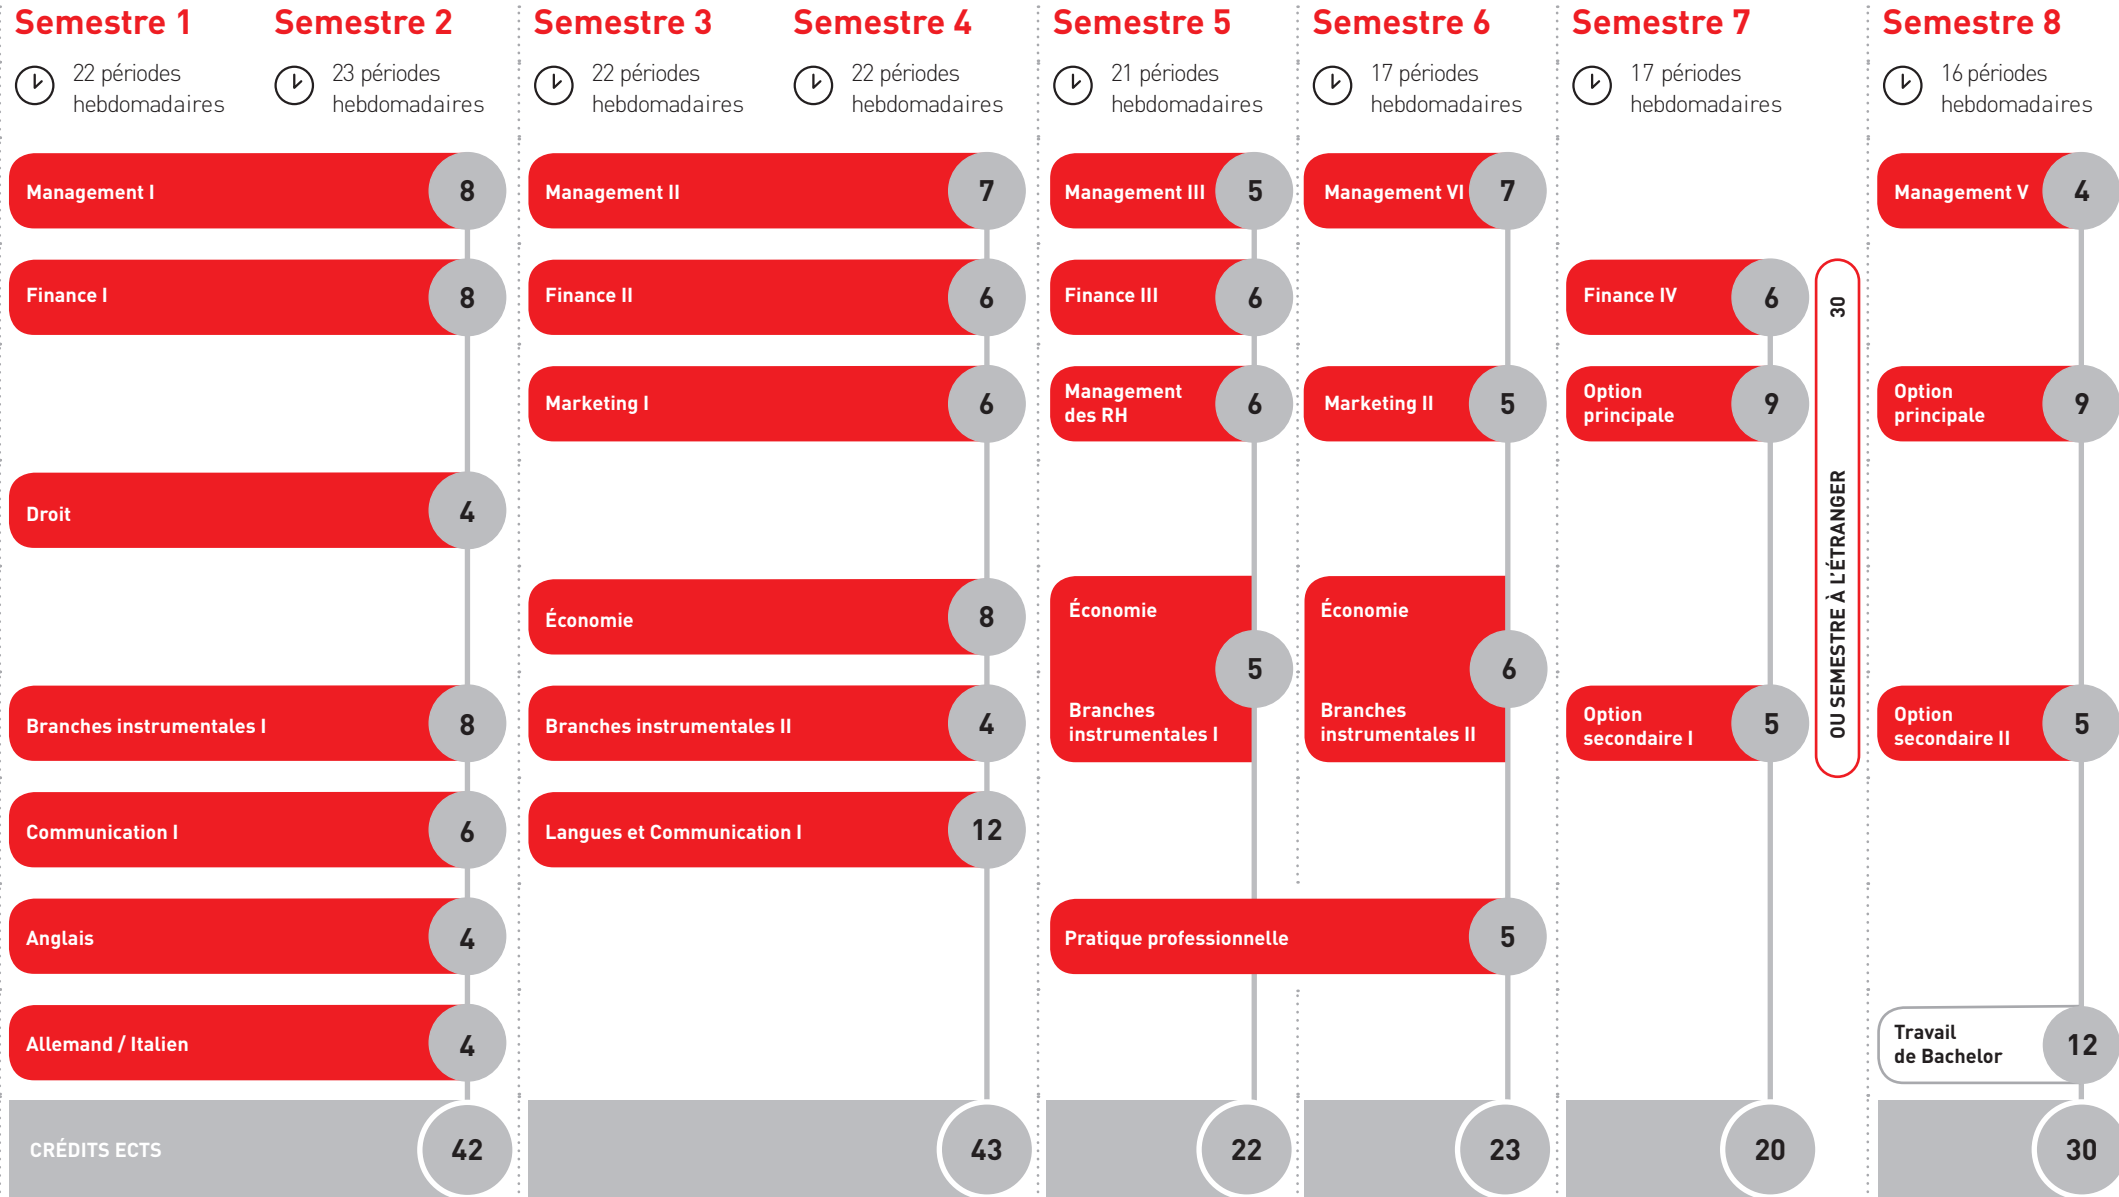 Semestre 1
Semestre 2
Semestre 3
Semestre 4
Semestre 5
Semestre 6
Semestre 7
Semestre 8
22 périodes
hebdomadaires
23 périodes
hebdomadaires
22 périodes
hebdomadaires
22 périodes
hebdomadaires
21 périodes
hebdomadaires
17 périodes
hebdomadaires
17 périodes
hebdomadaires
16 périodes
hebdomadaires
Management I 8
Management II 7
Management III 5
Management VI 7
Management V 4
Finance I 8
Finance II 6
Finance III 6
Finance IV 6
Marketing I 6
Management
des RH 6
Marketing II 5
Option
principale 9
Option
principale 9
Droit 4
Économie 8
Économie
Branches
instrumentales I
5
Économie
Branches
instrumentales II
6
Branches instrumentales I 8
Branches instrumentales II 4
Option
secondaire I 5
OU SEMESTRE À L'ÉTRANGER 30
Option
secondaire II 5
Communication I 6
Langues et Communication I 12
Anglais 4
Pratique professionnelle 5
Allemand / Italien 4
Travail
de Bachelor 12
CRÉDITS ECTS 42
43
22
23
20
30